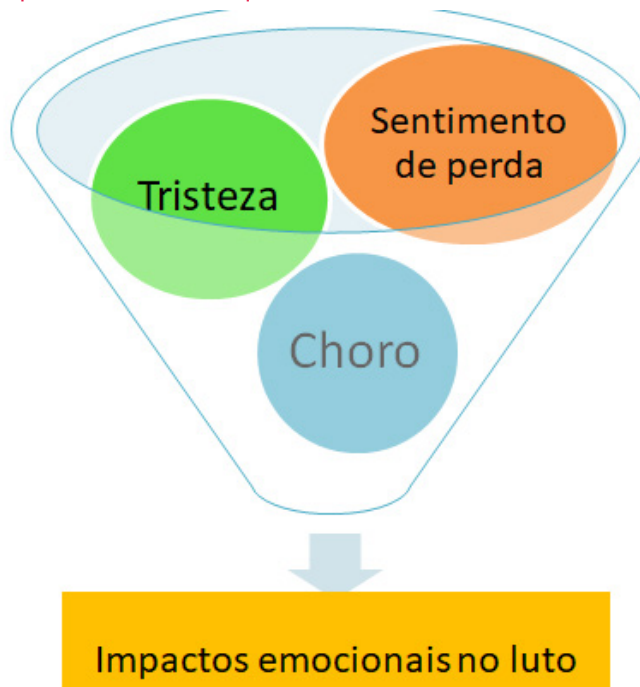 Sentimento
de perda
Tristeza
Choro
Impactos emocionais no luto